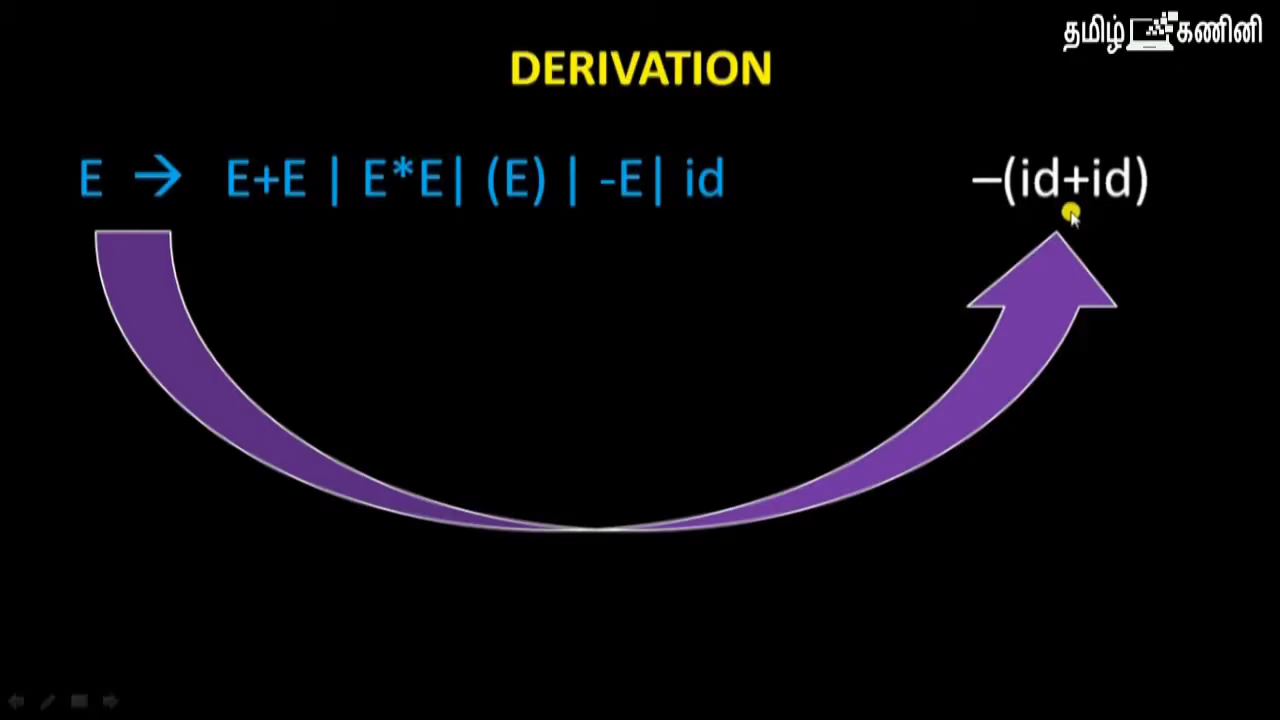 தமிழ் கணினி
DERIVATION
E → E+E | E*E| (E) | -E| id
–(id+id)